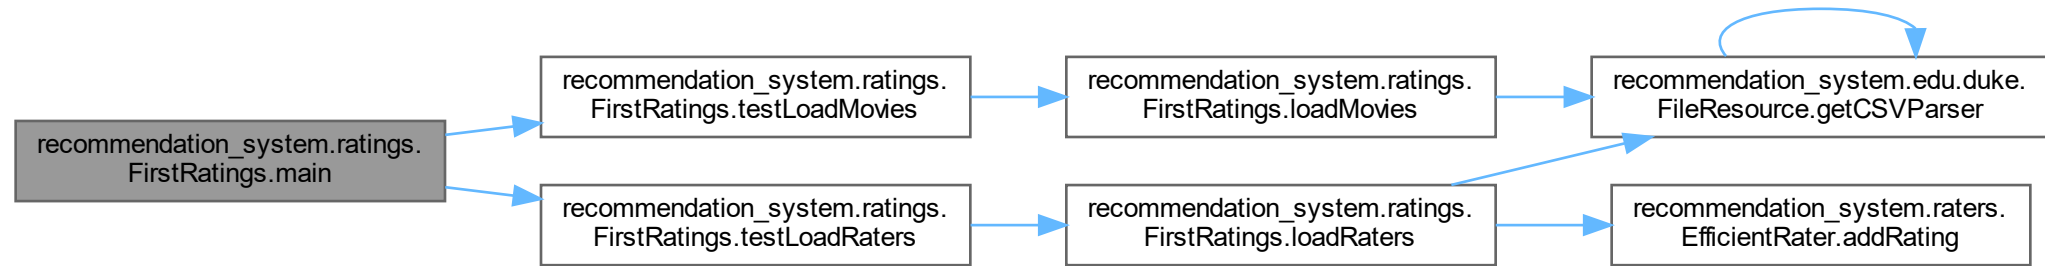 recommendation_system.ratings.
FirstRatings.main
recommendation_system.ratings.
FirstRatings.testLoadMovies
recommendation_system.ratings.
FirstRatings.loadMovies
recommendation_system.edu.duke.
FileResource.getCSVParser
recommendation_system.ratings.
FirstRatings.testLoadRaters
recommendation_system.ratings.
FirstRatings.loadRaters
recommendation_system.raters.
EfficientRater.addRating